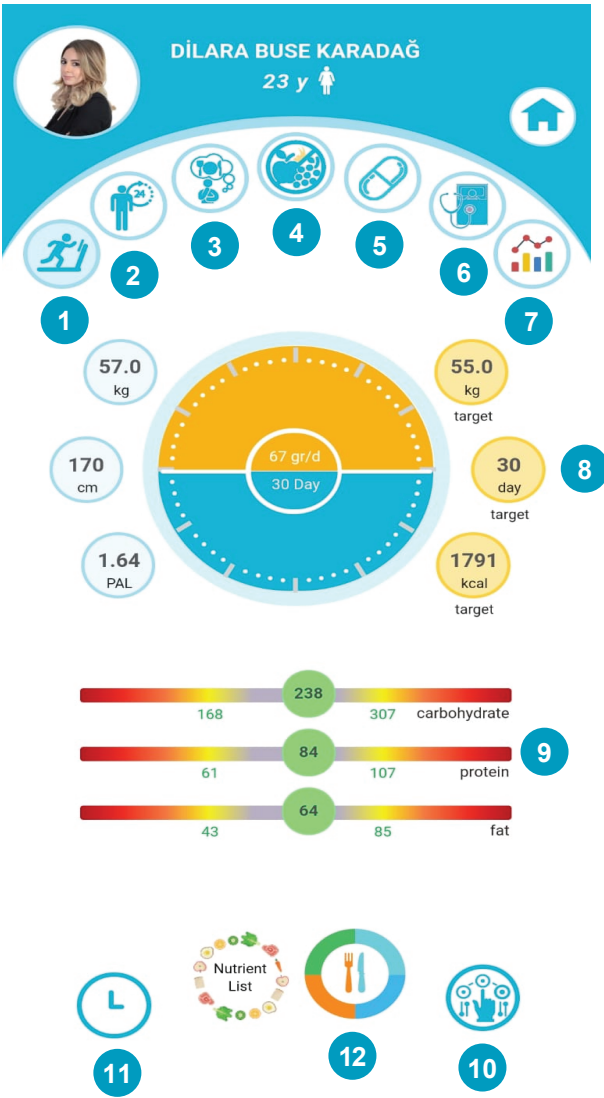 DİLARA BUSE KARADAĞ
23 y
24
1
2
3
4
5
6
7
57.0
kg
55.0
kg
target
67 gr/d
30 Day
170
cm
30
day
target
8
1.64
PAL
1791
kcal
target
238
168
307
carbohydrate
84
61
107
protein
9
64
43
85
fat
Nutrient
List
11
12
10